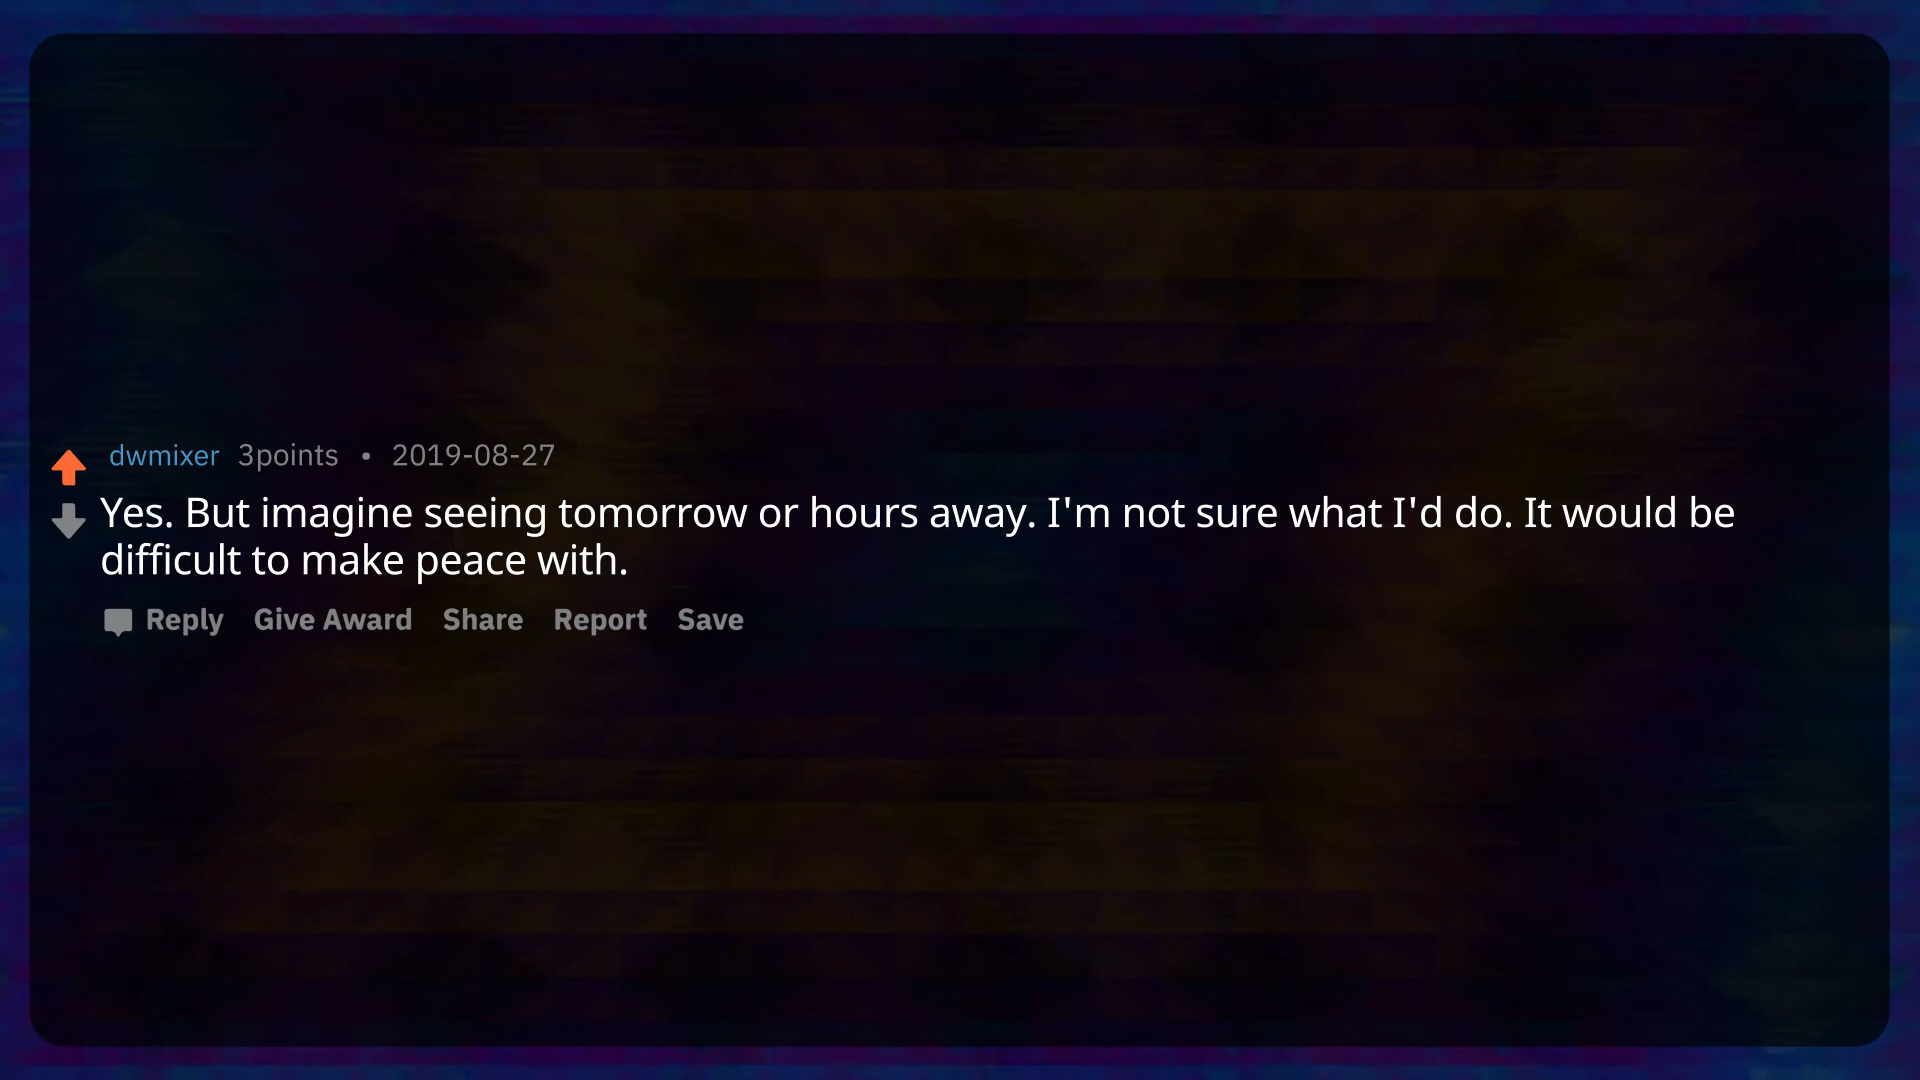 dwmixer 3points • 2019-08-27
Yes. But imagine seeing tomorrow or hours away. I'm not sure what I'd do. It would be
difficult to make peace with.
Reply Give Award Share Report Save